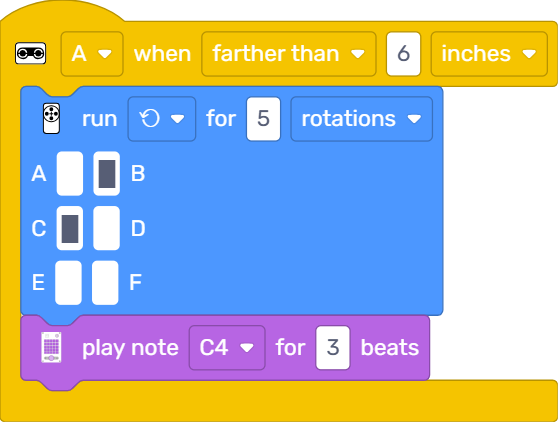 A when farther than 6 inches
run for 5 rotations
A B
C D
E F
play note C4 for 3 beats